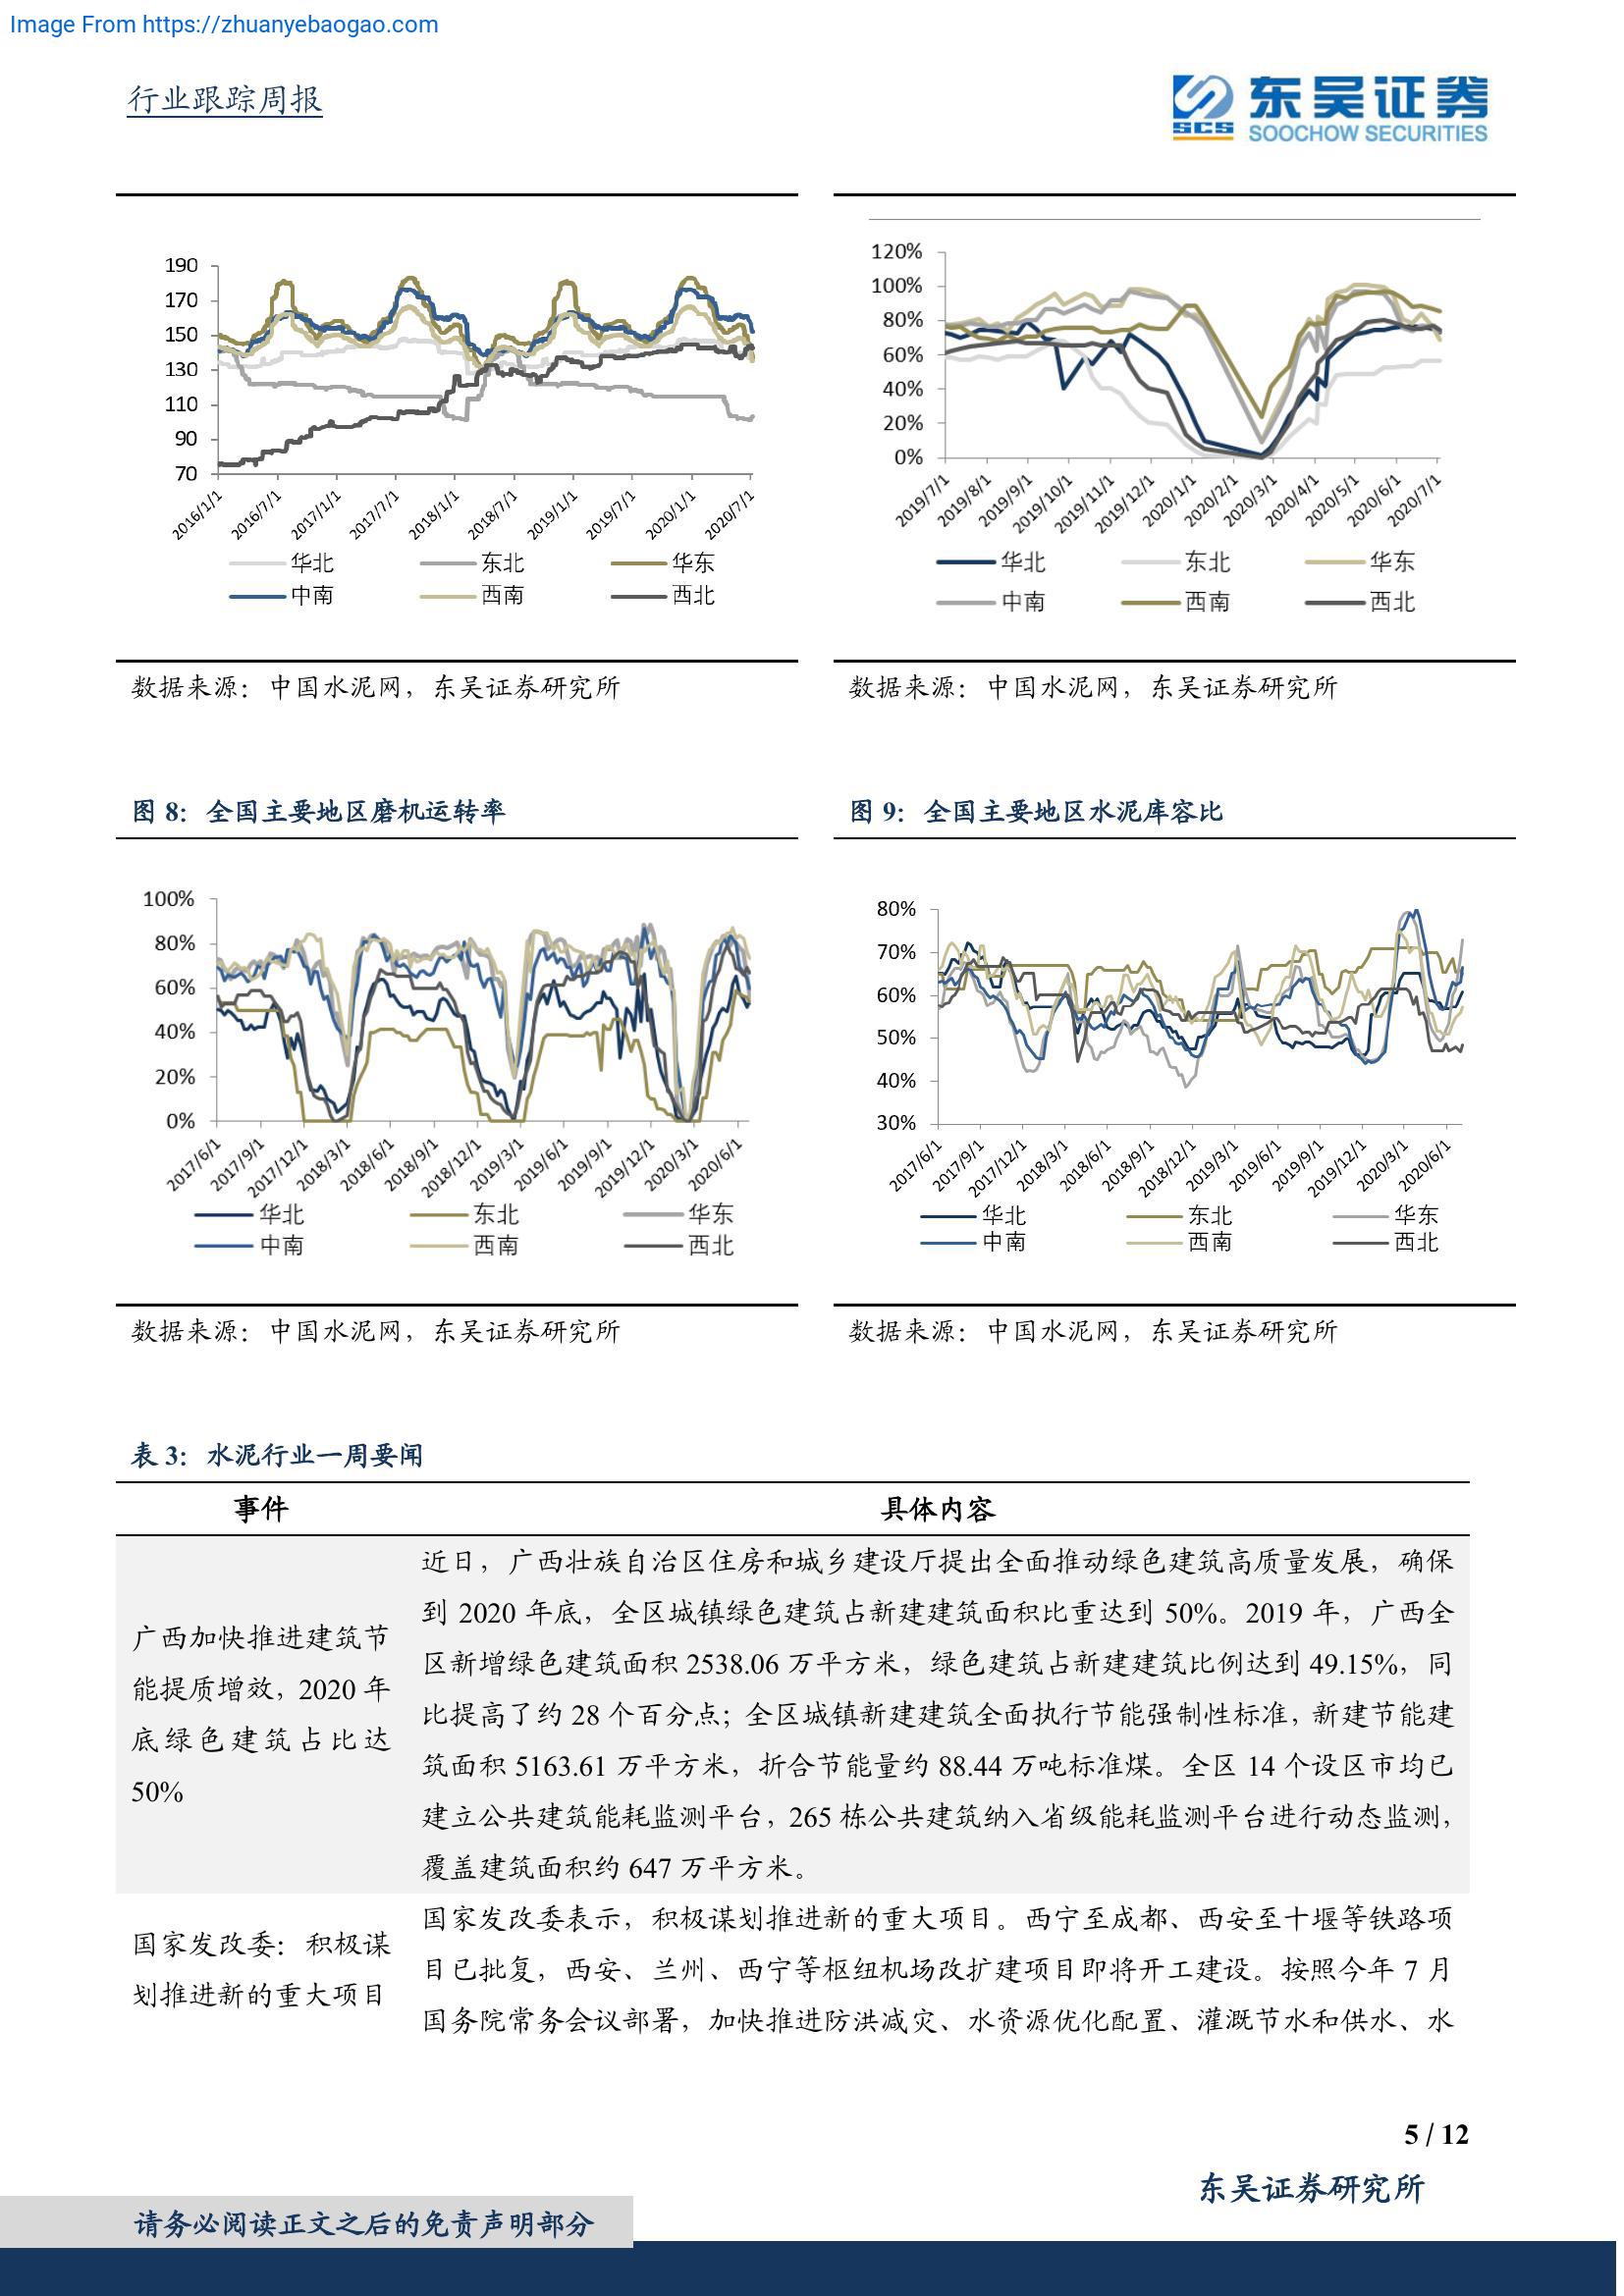 Image From https://zhuanyebaogao.com
行业跟踪周报
SCS
东吴证券
SOOCHOW SECURITIES
190
170
150
130
110
90
70
2016/1/1
2016/7/1
2017/1/1
2017/7/1
2018/1/1
2018/7/1
2019/1/1
2019/7/1
2020/1/1
2020/7/1
华北
东北
华东
中南
西南
西北
120%
100%
80%
60%
40%
20%
0%
2019/7/1
2019/8/1
2019/9/1
2019/10/1
2019/11/1
2019/12/1
2020/1/1
2020/2/1
2020/3/1
2020/4/1
2020/5/1
2020/6/1
2020/7/1
华北
东北
华东
中南
西南
西北
数据来源：中国水泥网，东吴证券研究所
数据来源：中国水泥网，东吴证券研究所
图 8：全国主要地区磨机运转率
图 9：全国主要地区水泥库容比
100%
80%
60%
40%
20%
0%
2017/6/1
2017/9/1
2017/12/1
2018/3/1
2018/6/1
2018/9/1
2018/12/1
2019/3/1
2019/6/1
2019/9/1
2019/12/1
2020/3/1
2020/6/1
华北
东北
华东
中南
西南
西北
80%
70%
60%
50%
40%
30%
2017/6/1
2017/9/1
2017/12/1
2018/3/1
2018/6/1
2018/9/1
2018/12/1
2019/3/1
2019/6/1
2019/9/1
2019/12/1
2020/3/1
2020/6/1
华北
东北
华东
中南
西南
西北
数据来源：中国水泥网，东吴证券研究所
数据来源：中国水泥网，东吴证券研究所
表 3：水泥行业一周要闻
事件
具体内容
广西加快推进建筑节
能提质增效，2020 年
底绿色建筑占比达
50%
近日，广西壮族自治区住房和城乡建设厅提出全面推动绿色建筑高质量发展，确保
到 2020 年底，全区城镇绿色建筑占新建建筑面积比重达到 50%。2019 年，广西全
区新增绿色建筑面积 2538.06 万平方米，绿色建筑占新建建筑比例达到 49.15%，同
比提高了约 28 个百分点；全区城镇新建建筑全面执行节能强制性标准，新建节能建
筑面积 5163.61 万平方米，折合节能量约 88.44 万吨标准煤。全区 14 个设区市均已
建立公共建筑能耗监测平台，265 栋公共建筑纳入省级能耗监测平台进行动态监测，
覆盖建筑面积约 647 万平方米。
国家发改委：积极谋
划推进新的重大项目
国家发改委表示，积极谋划推进新的重大项目。西宁至成都、西安至十堰等铁路项
目已批复，西安、兰州、西宁等枢纽机场改扩建项目即将开工建设。按照今年 7 月
国务院常务会议部署，加快推进防洪减灾、水资源优化配置、灌溉节水和供水、水
5 / 12
东吴证券研究所
请务必阅读正文之后的免责声明部分